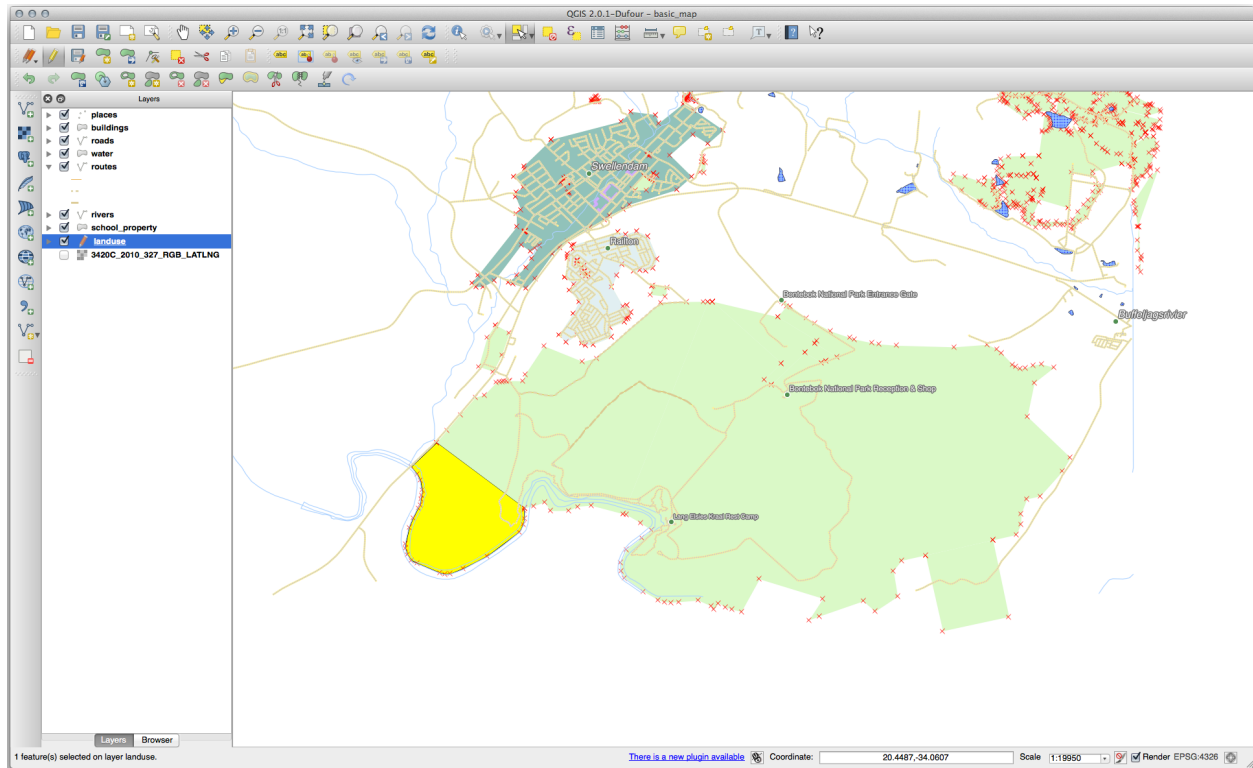 QGIS 2.0.1-Dufour - basic_map
Layers
places
buildings
roads
water
routes
rivers
school_property
landuse
3420C_2010_327_RGB_LATLNG
Swellendam
Railton
Bontebok National Park Entrance Gate
Buffeljagsrivier
Bontebok National Park Reception & Shop
Lang Elsies Kraal Rest Camp
Layers Browser
1 feature(s) selected on layer landuse. There is a new plugin available Coordinate: 20.4487,-34.0607 Scale 1:19950 Render EPSG:4326